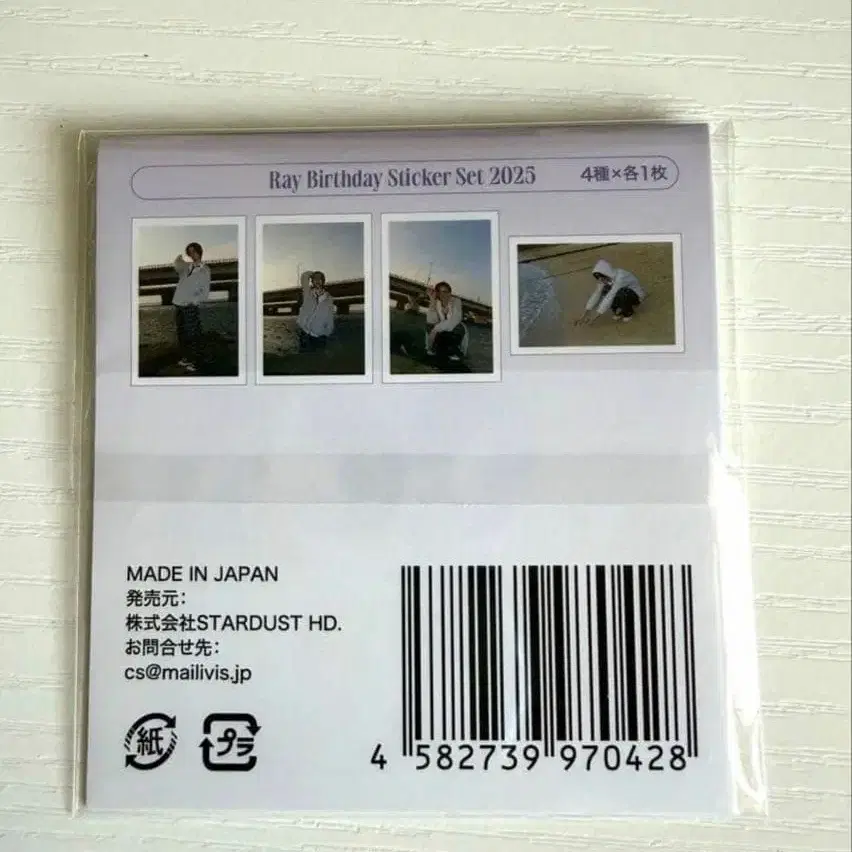 Ray Birthday Sticker Set 2025 4種×各1枚
MADE IN JAPAN
発売元:
株式会社STARDUST HD.
お問合せ先:
cs@mailivis.jp
紙
プラ
4 582739 970428